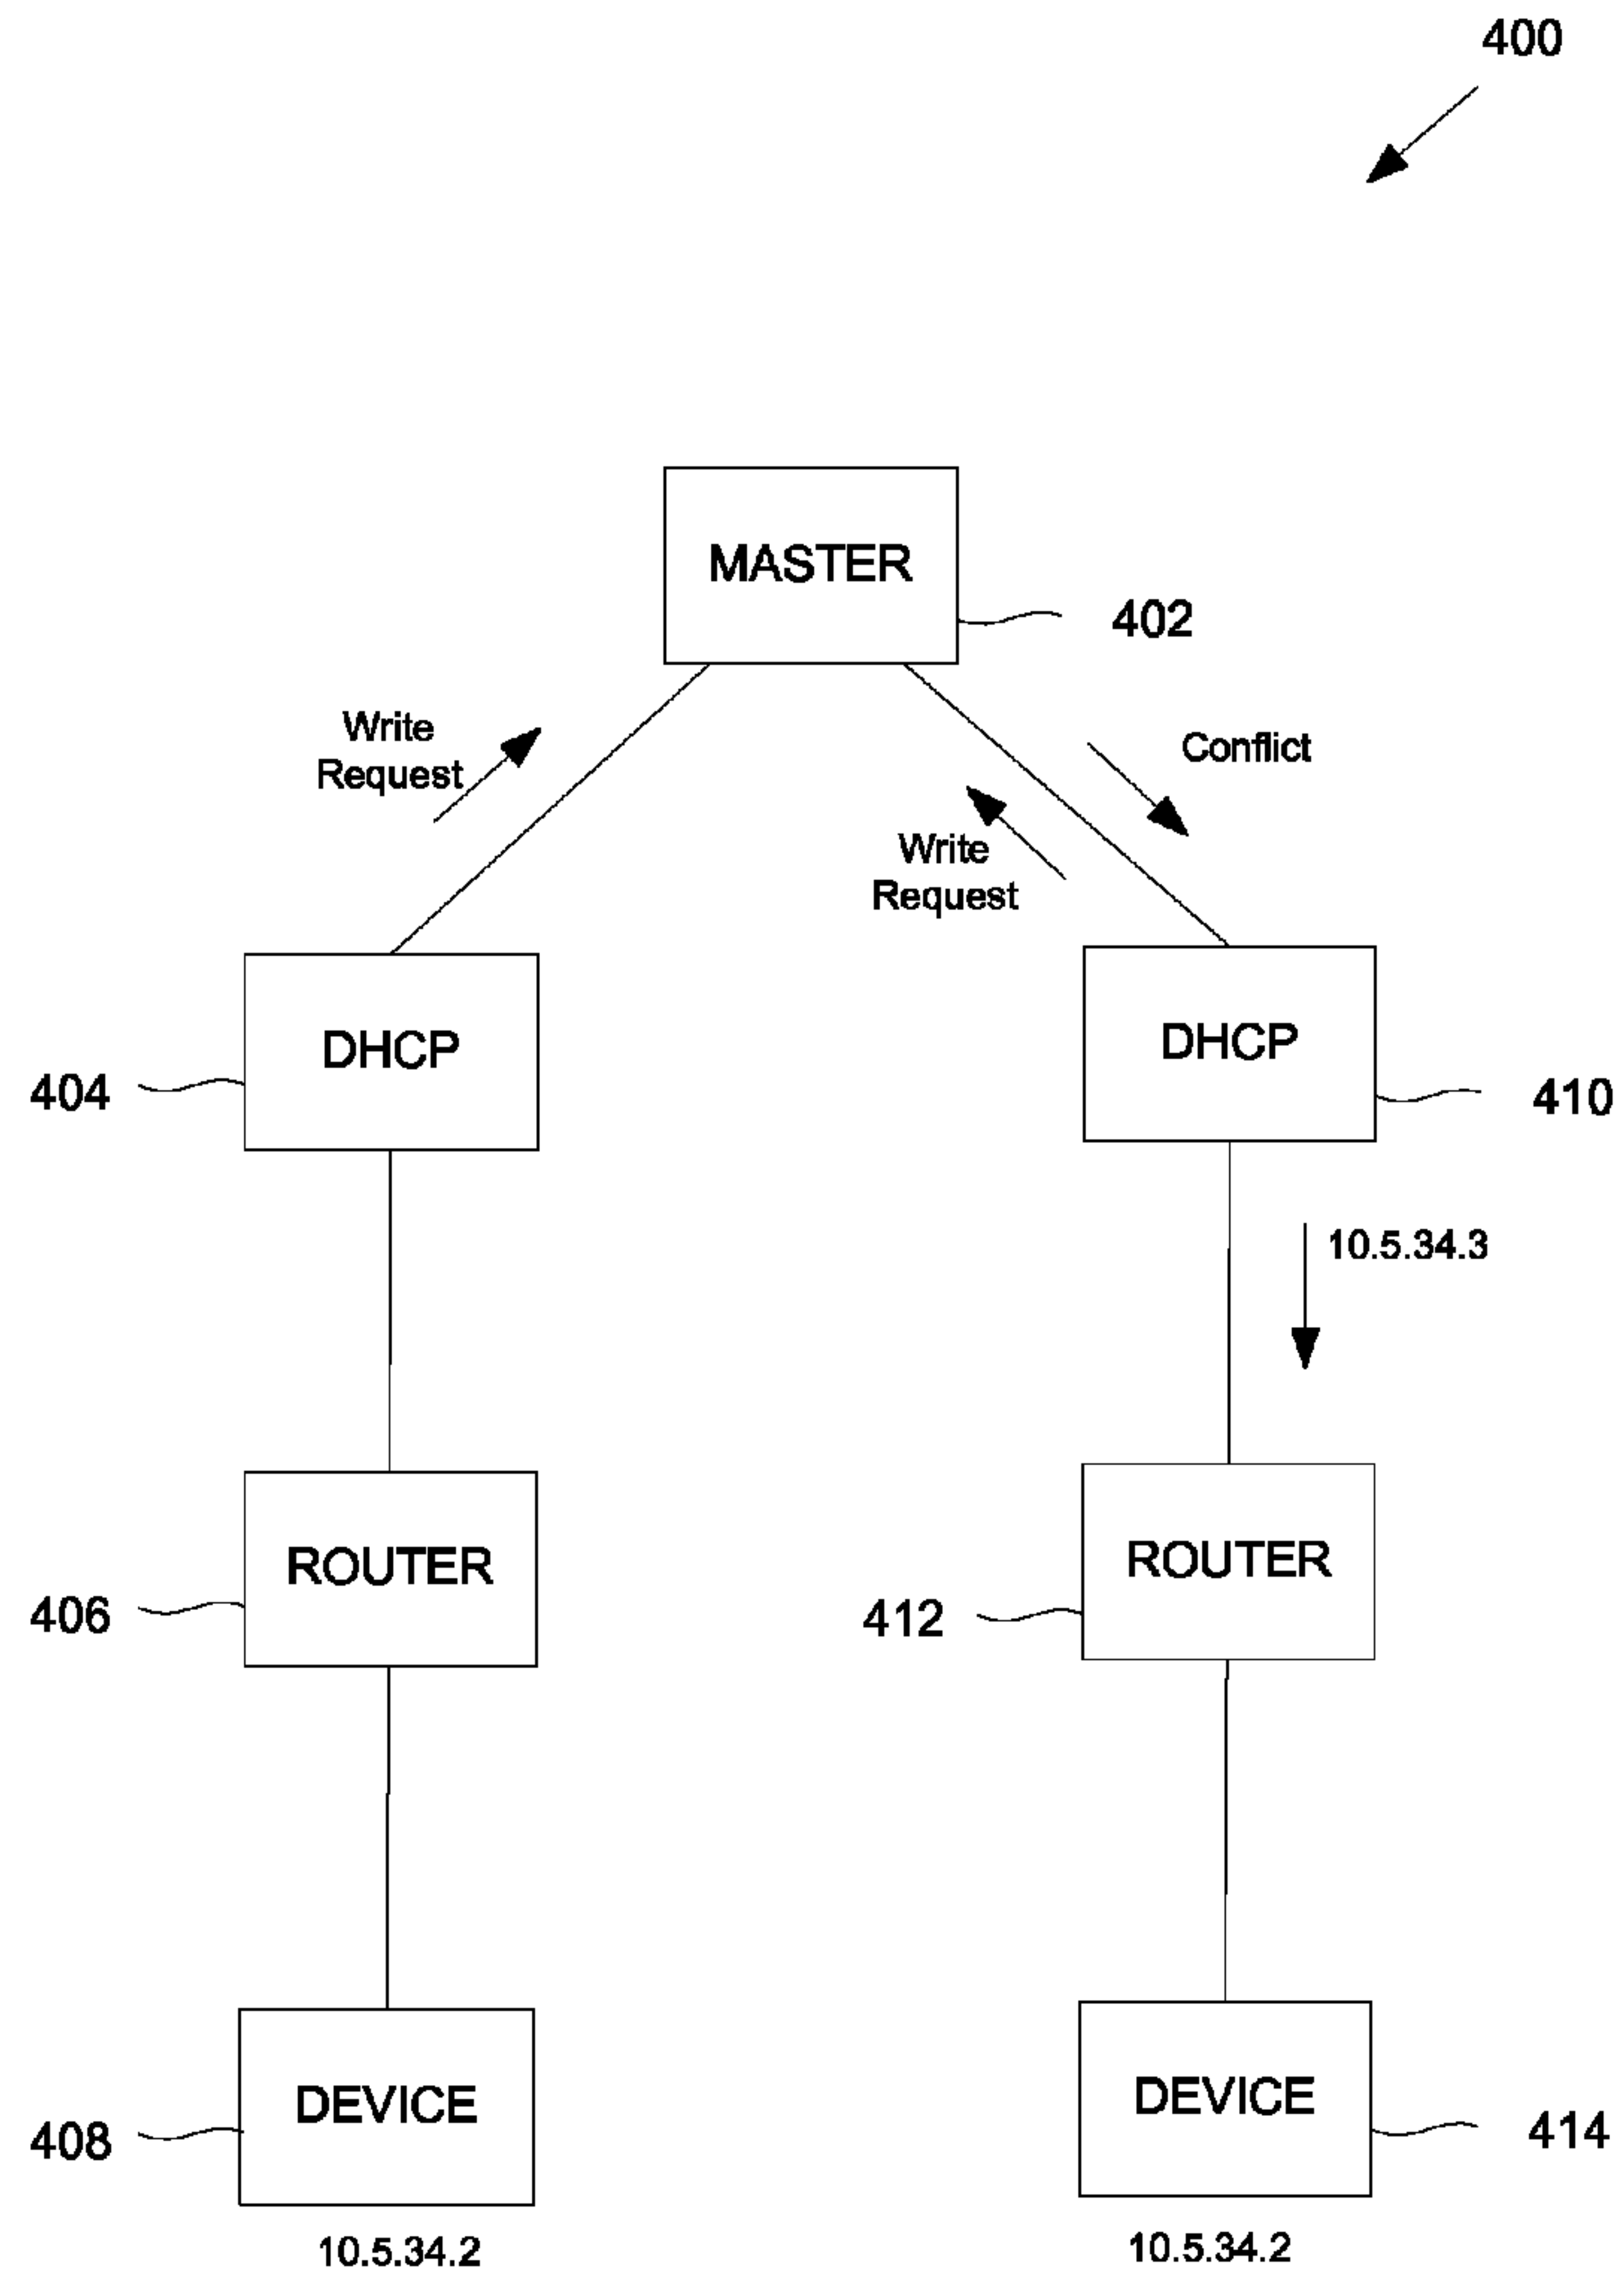 400
MASTER
402
Write
Request
Conflict
Write
Request
DHCP
404
DHCP
410
10.5.34.3
ROUTER
406
ROUTER
412
DEVICE
408
DEVICE
414
10.5.34.2
10.5.34.2